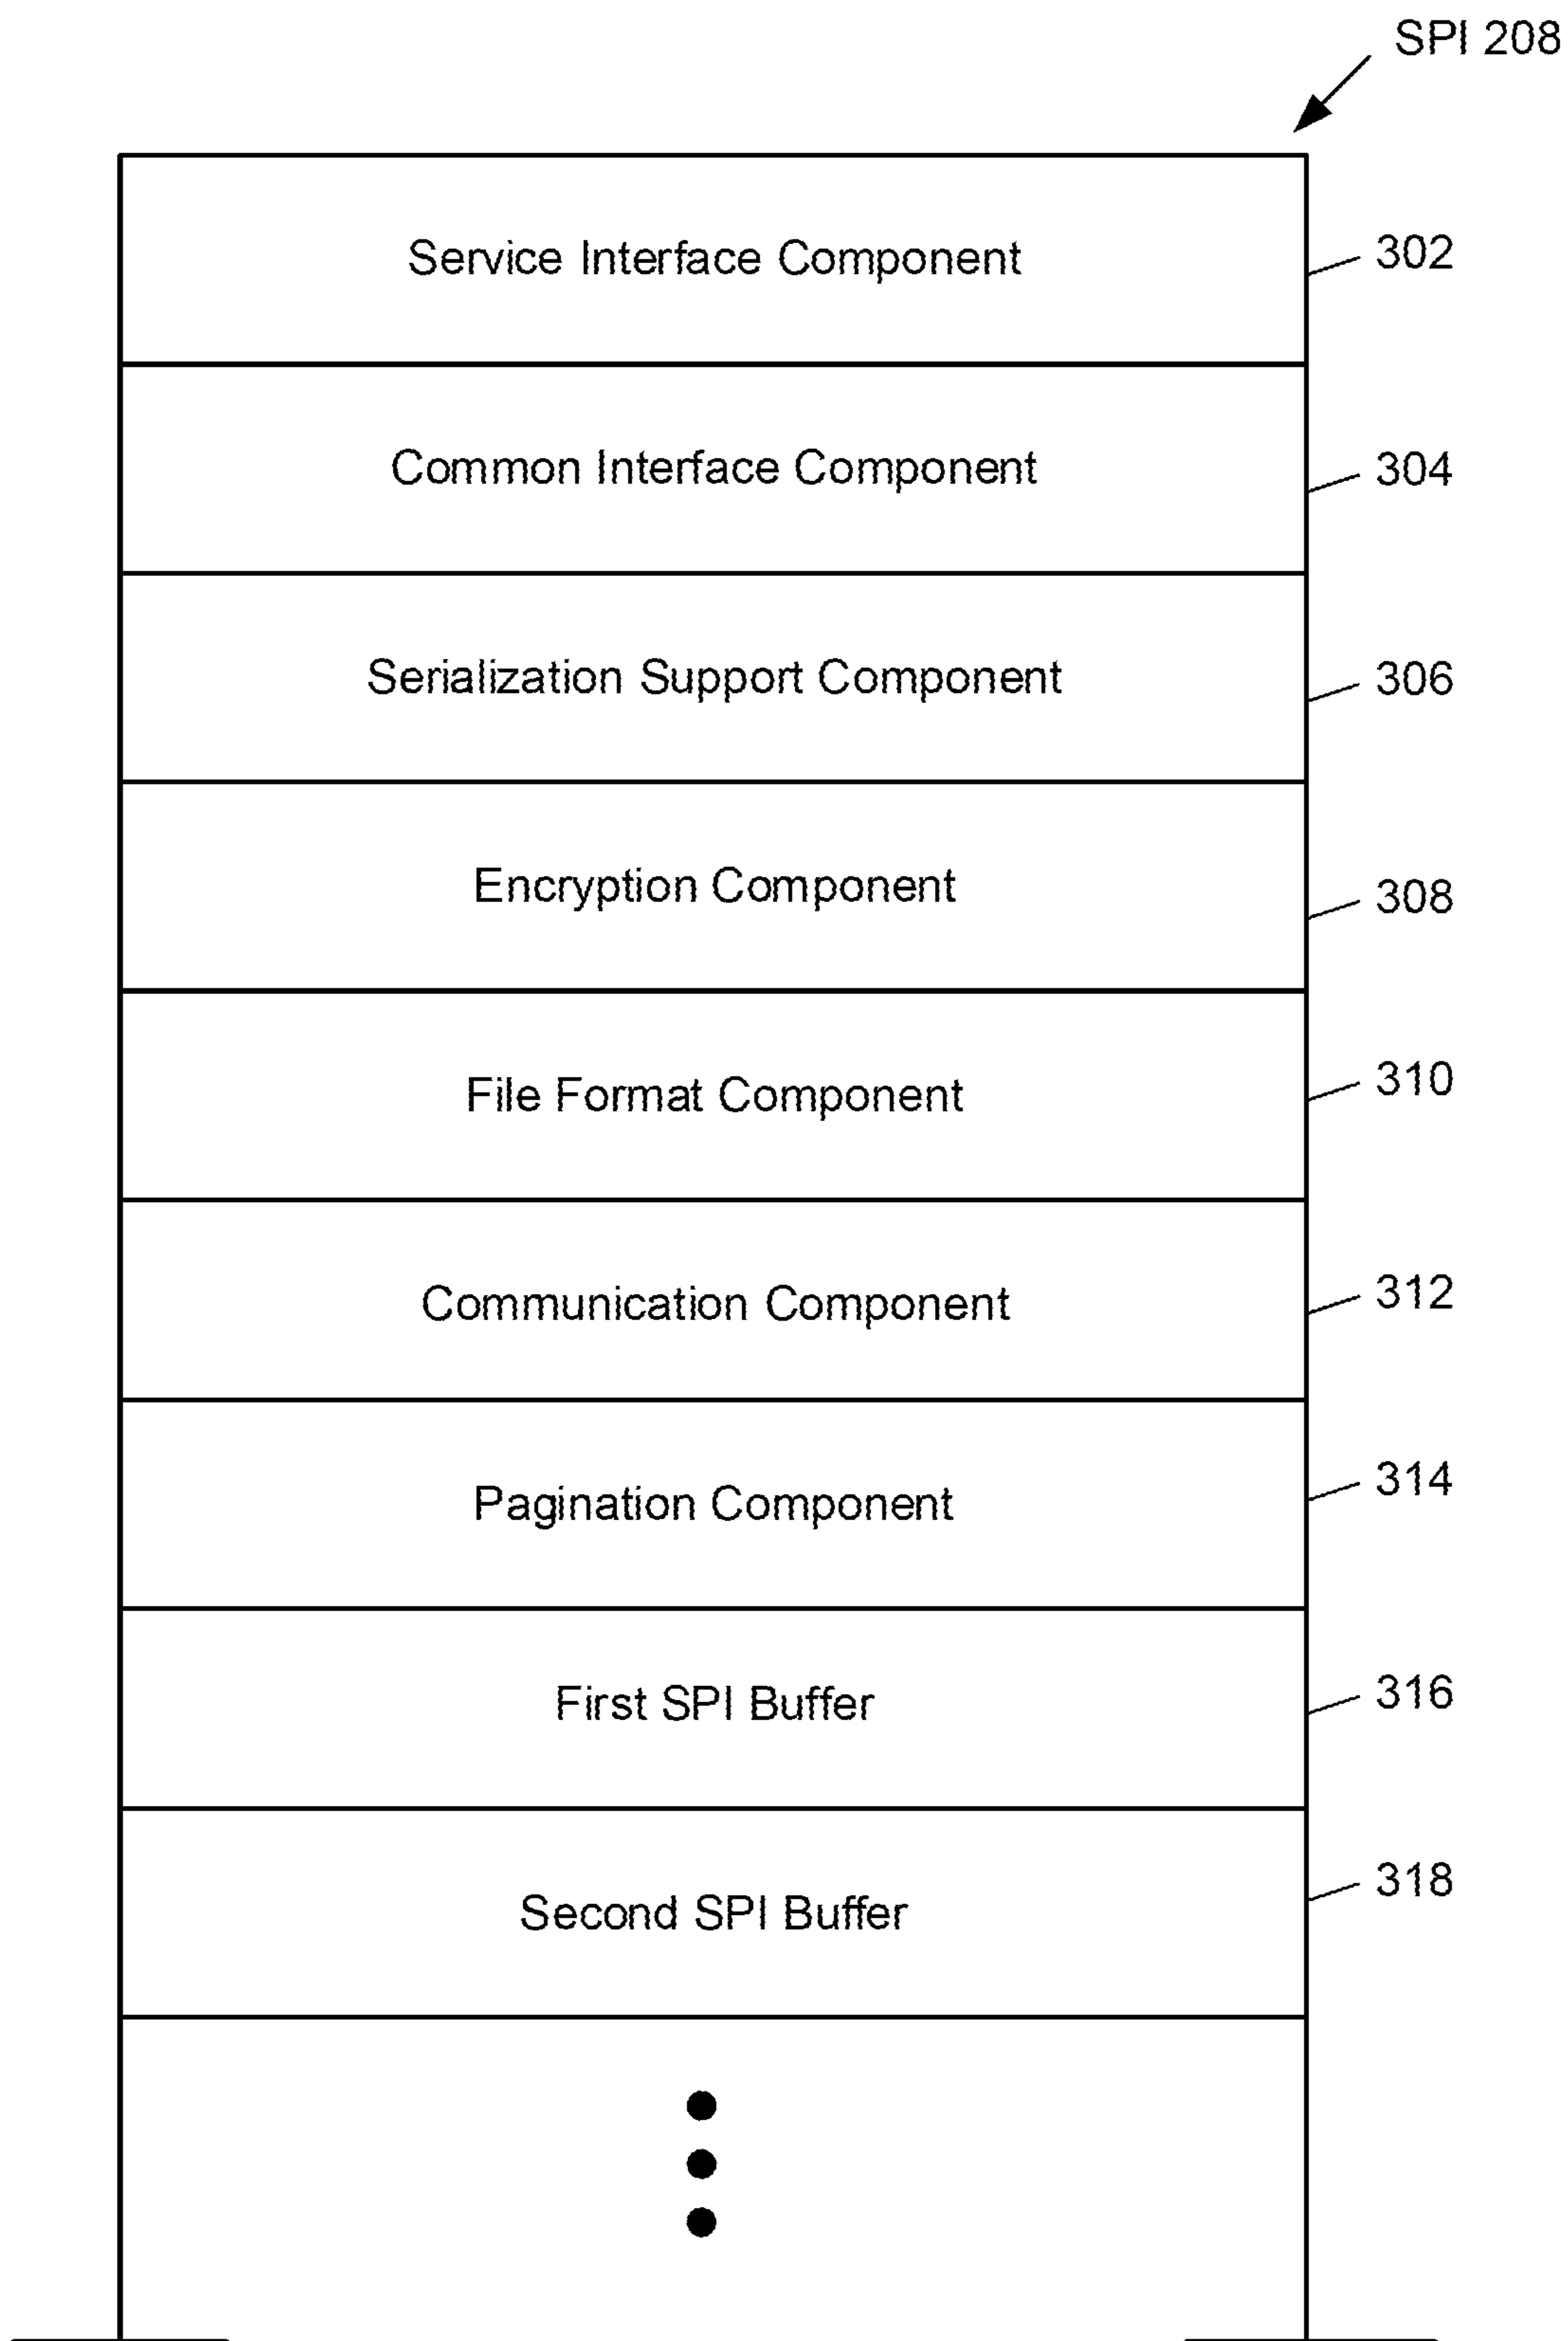 SPI 208
Service Interface Component
302
Common Interface Component
304
Serialization Support Component
306
Encryption Component
308
File Format Component
310
Communication Component
312
Pagination Component
314
First SPI Buffer
316
Second SPI Buffer
318